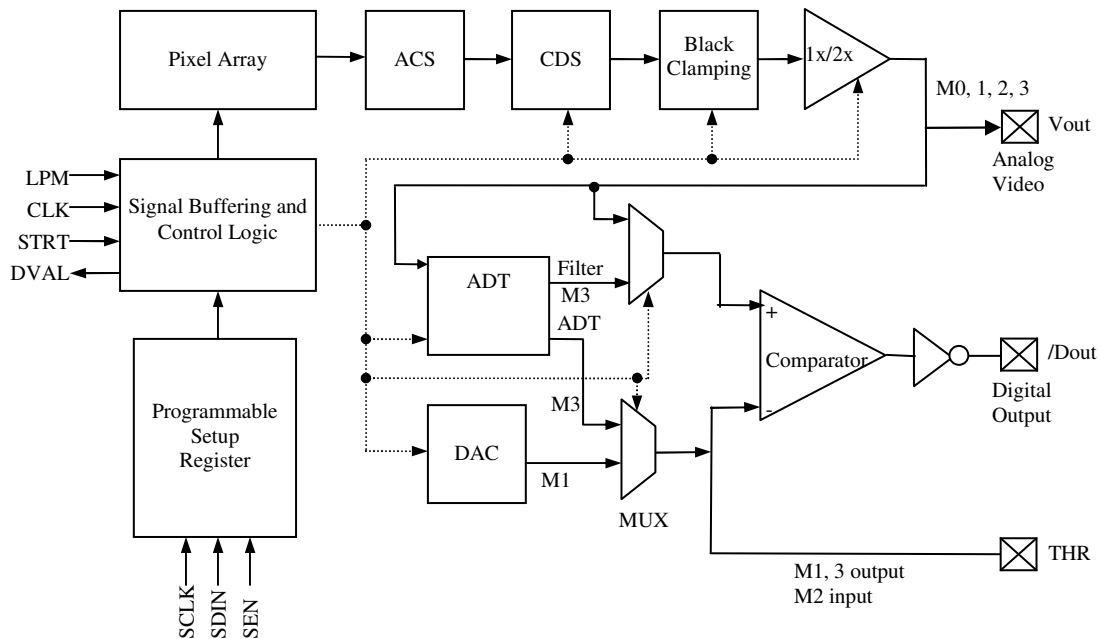 Pixel Array
ACS
CDS
Black
Clamping
1x/2x
M0, 1, 2, 3
Vout
Analog
Video
LPM
CLK
STRT
DVAL
Signal Buffering and
Control Logic
ADT
Filter
M3
ADT
+
Comparator
-
/Dout
Digital
Output
Programmable
Setup
Register
M3
DAC
M1
MUX
THR
M1, 3 output
M2 input
SCLK
SDIN
SEN